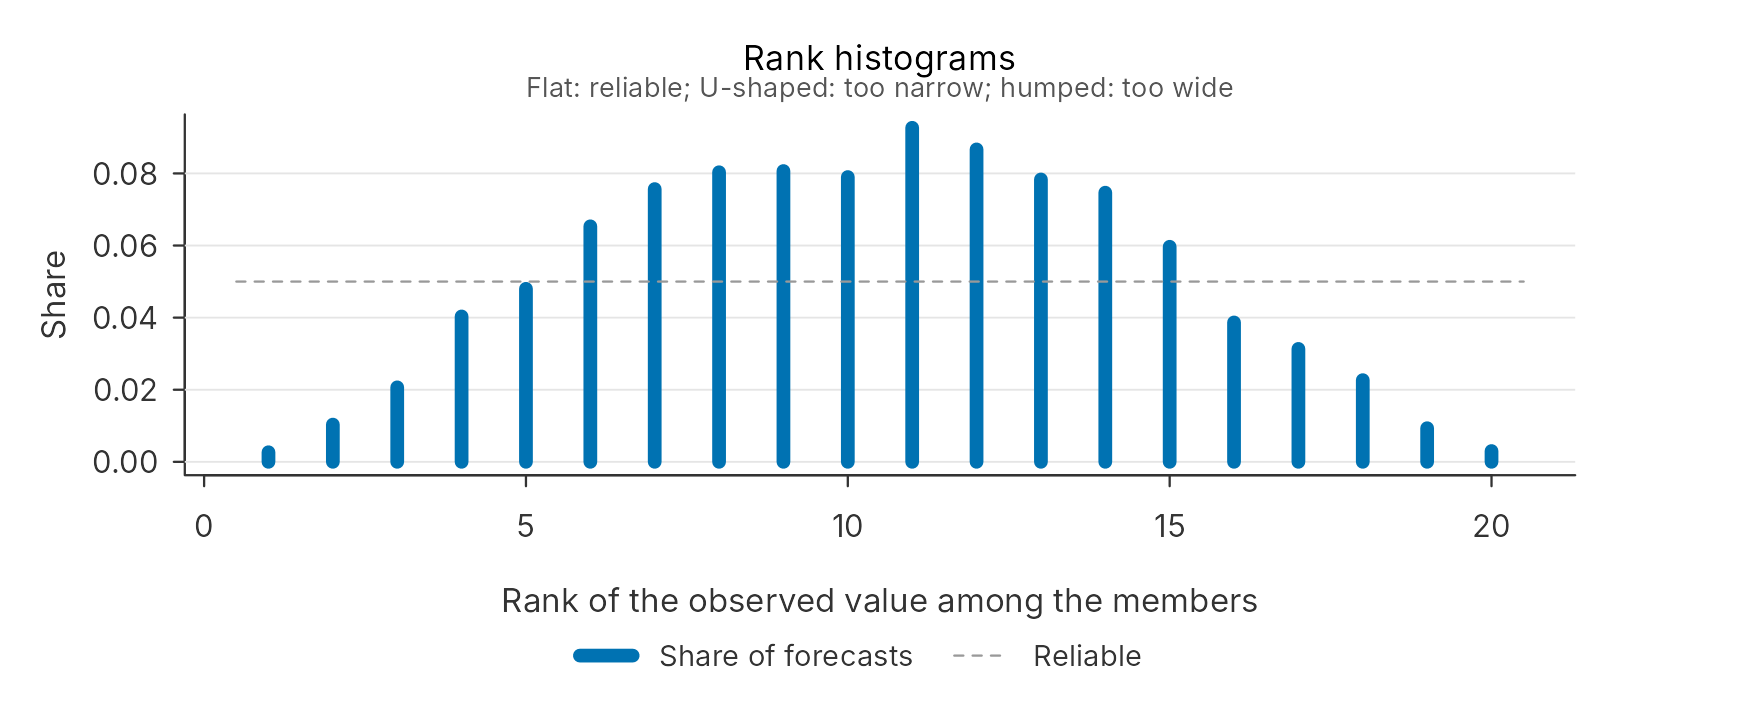 Rank histograms
Flat: reliable; U-shaped: too narrow; humped: too wide
Share
0.08
0.06
0.04
0.02
0.00
0 5 10 15 20
Rank of the observed value among the members
Share of forecasts Reliable